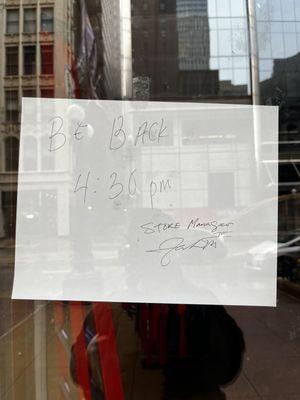 Be BACK
4:30 pm
STORE MANAGER